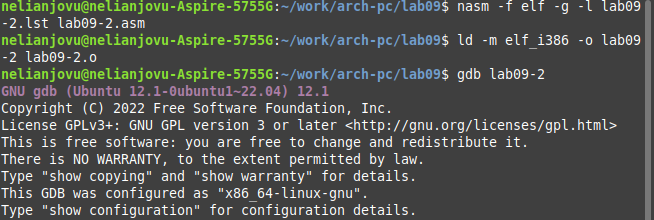 nelianjovu@nelianjovu-Aspire-5755G:~/work/arch-pc/lab09$ nasm -f elf -g -l lab09
-2.lst lab09-2.asm
nelianjovu@nelianjovu-Aspire-5755G:~/work/arch-pc/lab09$ ld -m elf_i386 -o lab09
-2 lab09-2.o
nelianjovu@nelianjovu-Aspire-5755G:~/work/arch-pc/lab09$ gdb lab09-2
GNU gdb (Ubuntu 12.1-0ubuntu1~22.04) 12.1
Copyright (C) 2022 Free Software Foundation, Inc.
License GPLv3+: GNU GPL version 3 or later <http://gnu.org/licenses/gpl.html>
This is free software: you are free to change and redistribute it.
There is NO WARRANTY, to the extent permitted by law.
Type "show copying" and "show warranty" for details.
This GDB was configured as "x86_64-linux-gnu".
Type "show configuration" for configuration details.